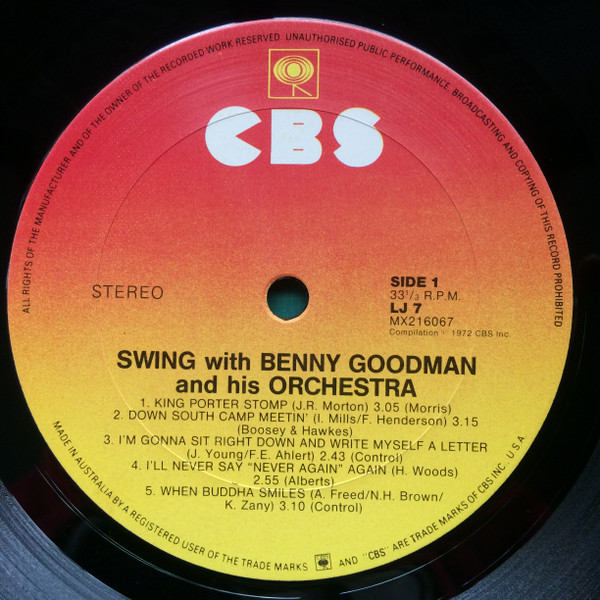 ALL RIGHTS OF THE MANUFACTURER AND OF THE OWNER OF THE RECORDED WORK RESERVED. UNAUTHORISED PUBLIC PERFORMANCE, BROADCASTING AND COPYING OF THIS RECORD PROHIBITED
CBS
STEREO
SIDE 1
33 1/3 R.P.M.
LJ 7
MX216067
Compilation ℗ 1972 CBS Inc.
SWING with BENNY GOODMAN
and his ORCHESTRA
1. KING PORTER STOMP (J.R. Morton) 3.05 (Morris)
2. DOWN SOUTH CAMP MEETIN' (I. Mills/F. Henderson) 3.15
(Boosey & Hawkes)
3. I'M GONNA SIT RIGHT DOWN AND WRITE MYSELF A LETTER
(J. Young/F.E. Ahlert) 2.43 (Control)
4. I'LL NEVER SAY "NEVER AGAIN" AGAIN (H. Woods)
2.55 (Alberts)
5. WHEN BUDDHA SMILES (A. Freed/N.H. Brown/
K. Zany) 3.10 (Control)
MADE IN AUSTRALIA BY A REGISTERED USER OF THE TRADE MARKS AND "CBS" ARE TRADE MARKS OF CBS INC. U.S.A.